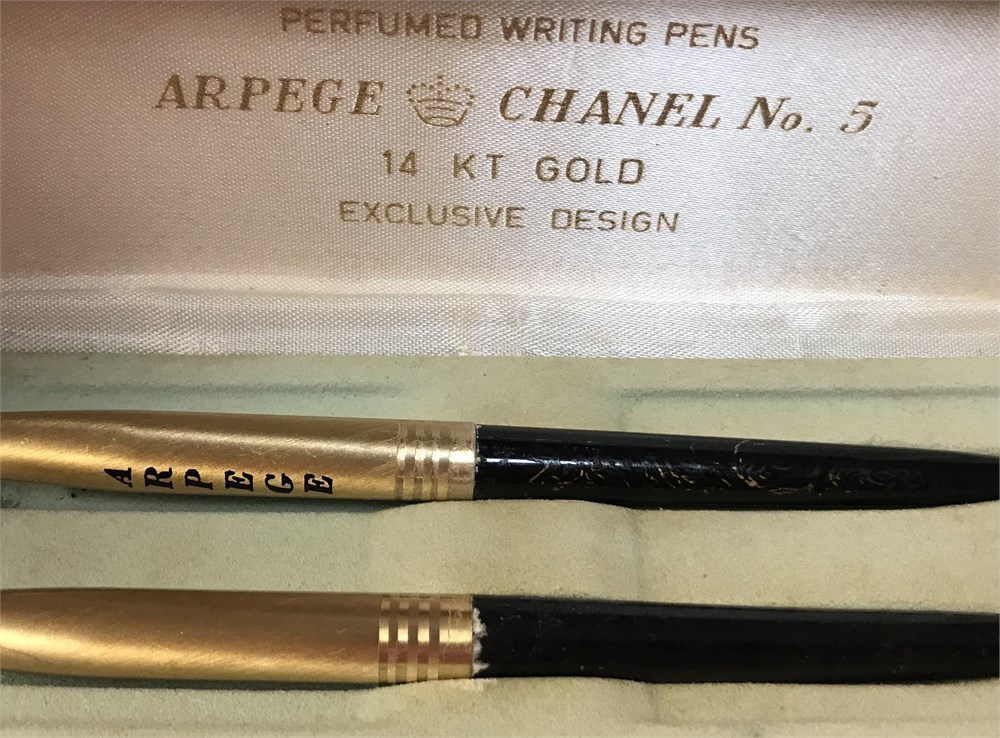 PERFUMED WRITING PENS
ARPEGE CHANEL No. 5
14 KT GOLD
EXCLUSIVE DESIGN
ARPEGE